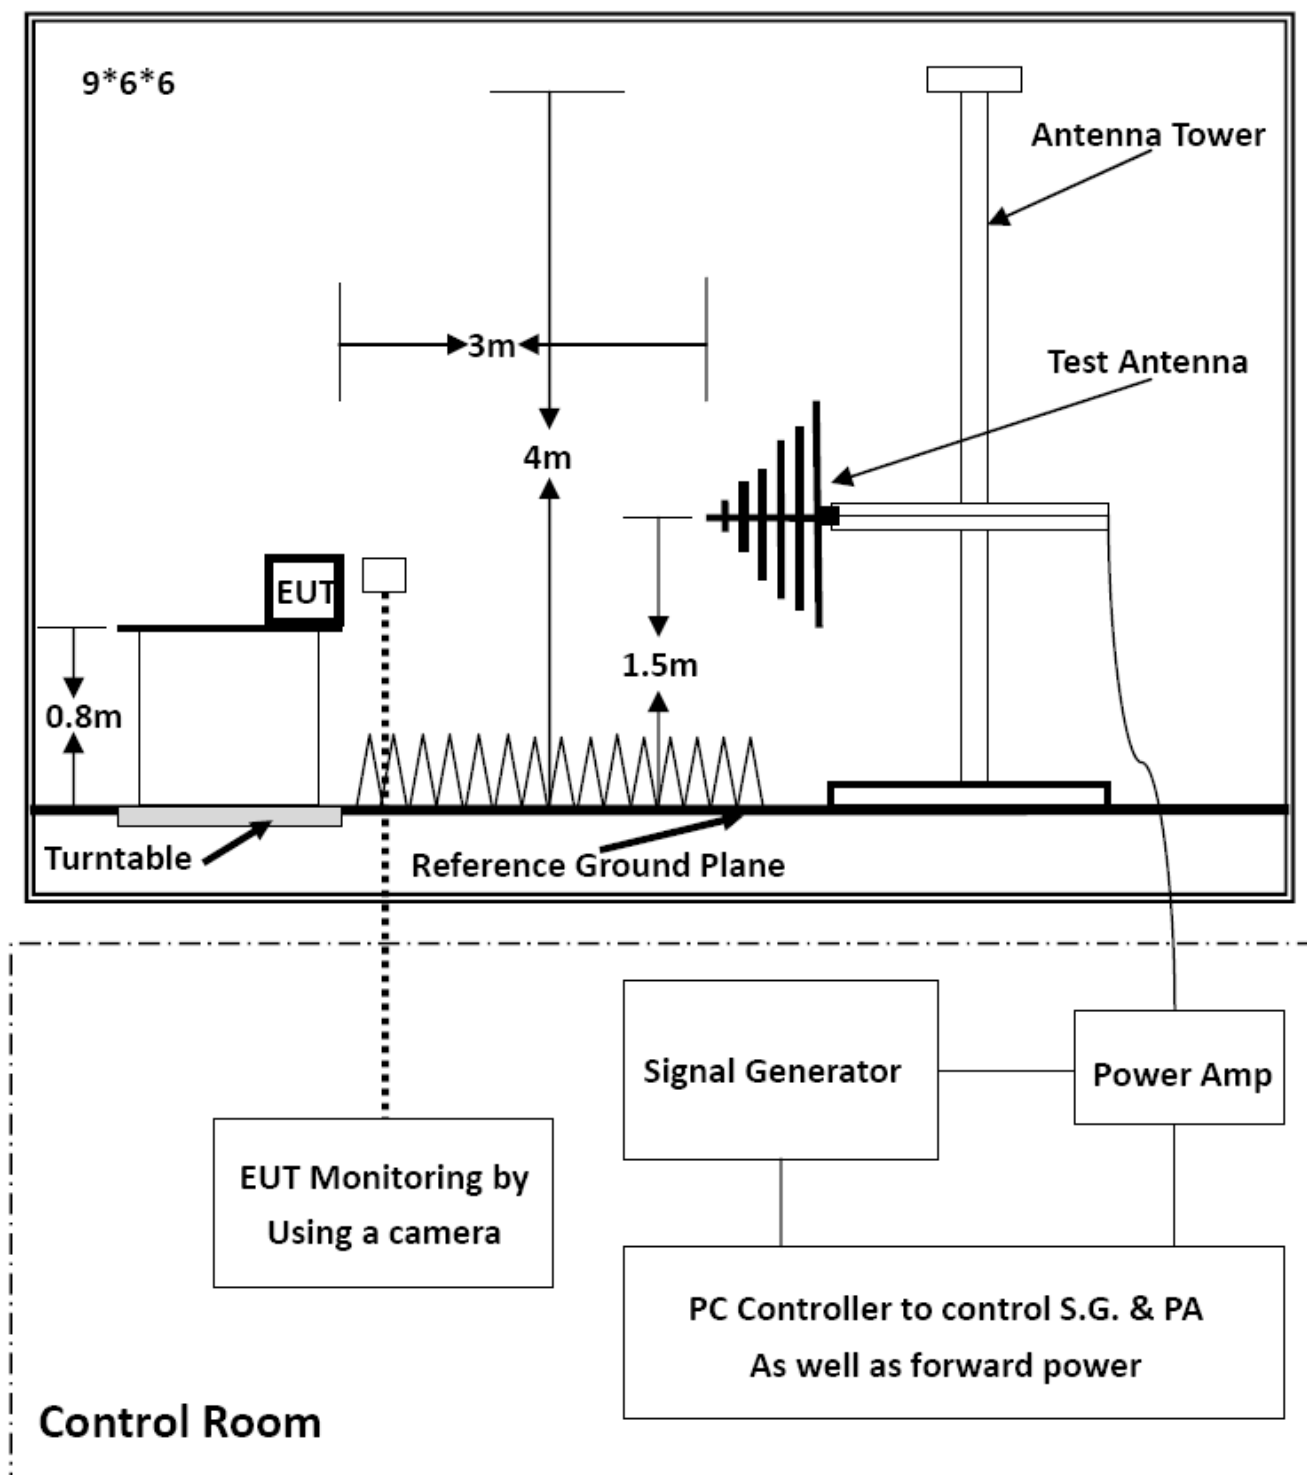 9*6*6
Antenna Tower
3m
Test Antenna
4m
EUT
1.5m
0.8m
Turntable
Reference Ground Plane
Signal Generator
Power Amp
EUT Monitoring by
Using a camera
PC Controller to control S.G. & PA
As well as forward power
Control Room